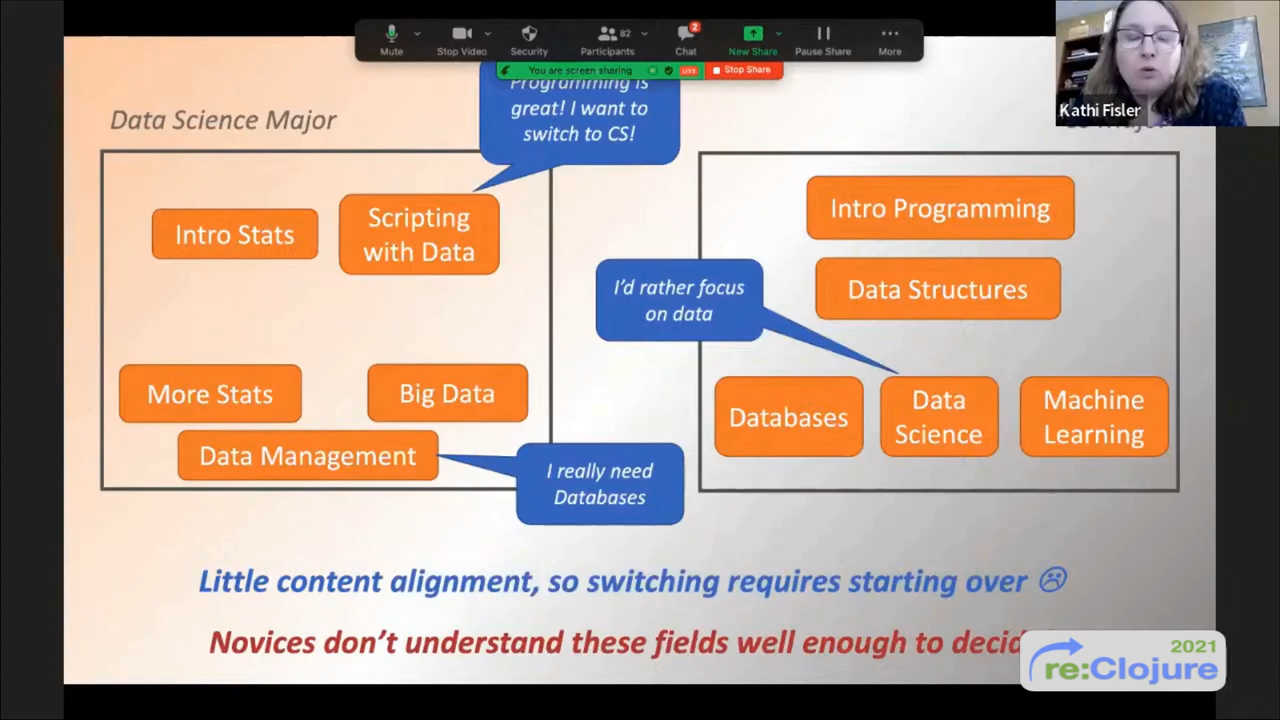 Mute
Stop Video
Security
Participants
82
Chat
2
New Share
Pause Share
More
You are screen sharing
LIVE
Stop Share
Kathi Fisler
Data Science Major
Programming is
great! I want to
switch to CS!
Intro Stats
Scripting
with Data
More Stats
Big Data
Data Management
I really need
Databases
Intro Programming
Data Structures
I'd rather focus
on data
Databases
Data
Science
Machine
Learning
Little content alignment, so switching requires starting over ☹
Novices don't understand these fields well enough to
2021
re:Clojure